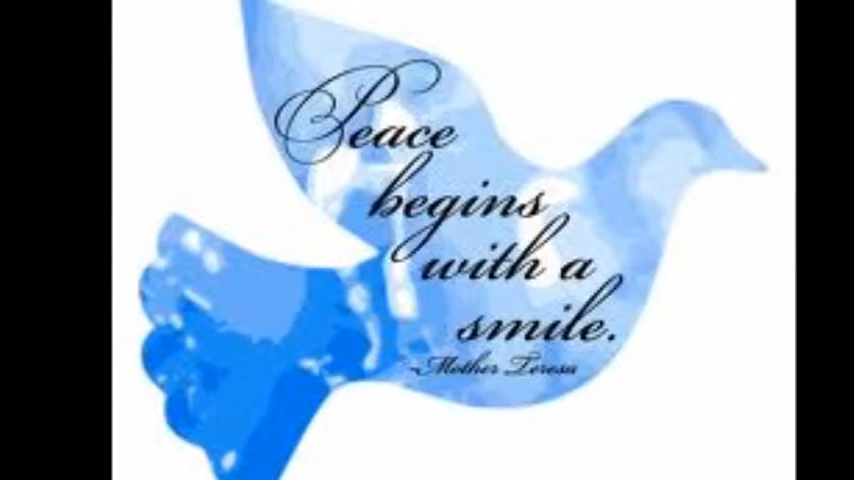 Peace
begins
with a
smile.
-Mother Teresa